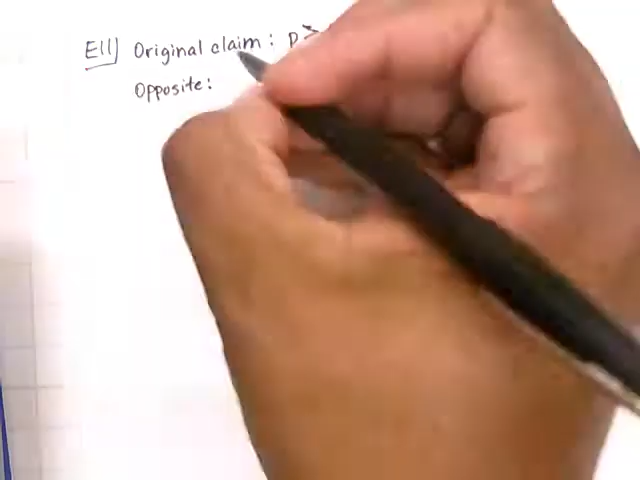 E11) Original claim: p ≥
Opposite: